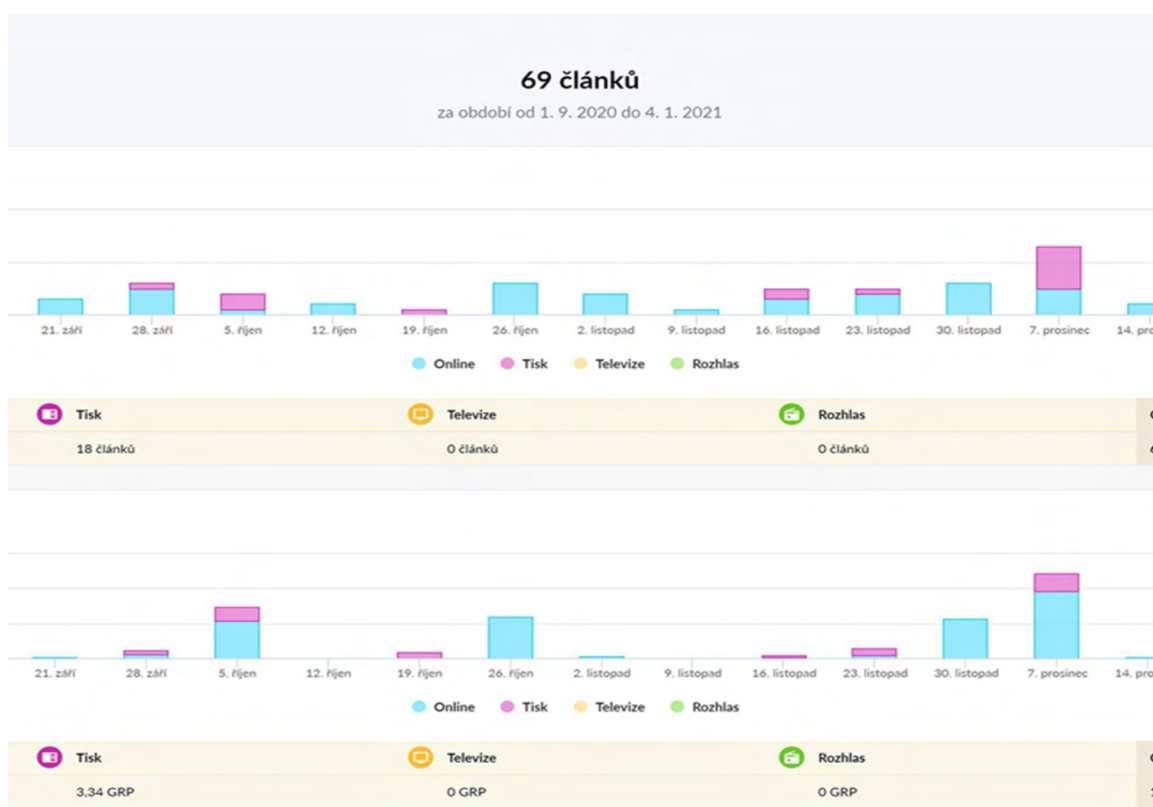 69 článků
za období od 1. 9. 2020 do 4. 1. 2021
21. září 28. září 5. říjen 12. říjen 19. říjen 26. říjen 2. listopad 9. listopad 16. listopad 23. listopad 30. listopad 7. prosinec 14.
Online Tisk Televize Rozhlas
Tisk Televize Rozhlas
18 článků 0 článků 0 článků
21. září 28. září 5. říjen 12. říjen 19. říjen 26. říjen 2. listopad 9. listopad 16. listopad 23. listopad 30. listopad 7. prosinec 14.
Online Tisk Televize Rozhlas
Tisk Televize Rozhlas
3,34 GRP 0 GRP 0 GRP